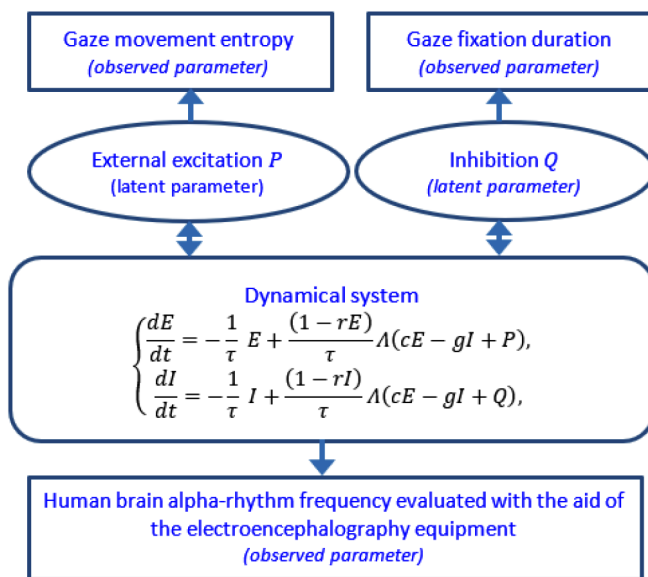 Gaze movement entropy
(observed parameter)
Gaze fixation duration
(observed parameter)
External excitation P
(latent parameter)
Inhibition Q
(latent parameter)
Dynamical system
dE/dt = −1/τ E + (1 − rE)/τ Λ(cE − gI + P),
dI/dt = −1/τ I + (1 − rI)/τ Λ(cE − gI + Q),
Human brain alpha-rhythm frequency evaluated with the aid of
the electroencephalography equipment
(observed parameter)